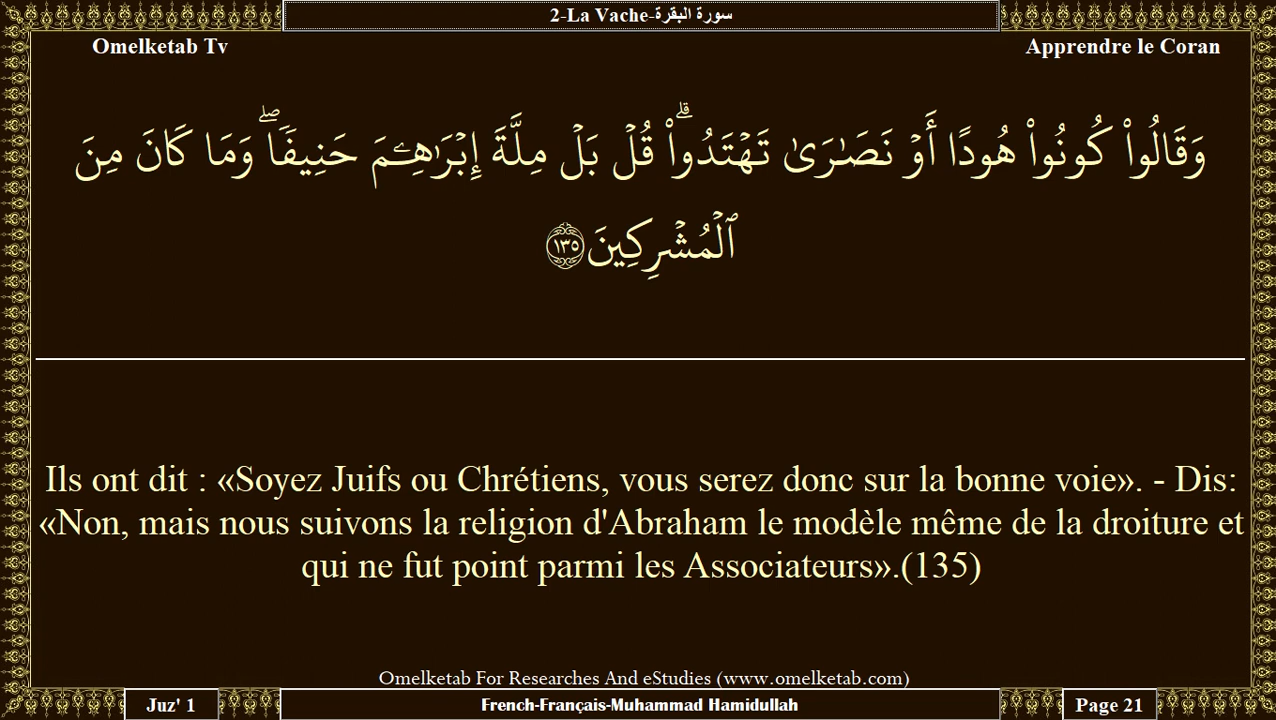 2-La Vache-سورة البقرة
Omelketab Tv
Apprendre le Coran
وَقَالُوا۟ كُونُوا۟ هُودًا أَوۡ نَصَـٰرَىٰ تَهۡتَدُوا۟ۗ قُلۡ بَلۡ مِلَّةَ إِبۡرَ ٰهِـۧمَ حَنِیفࣰاۖ وَمَا كَانَ مِنَ
ٱلۡمُشۡرِكِینَ ١٣٥
Ils ont dit : «Soyez Juifs ou Chrétiens, vous serez donc sur la bonne voie». - Dis:
«Non, mais nous suivons la religion d'Abraham le modèle même de la droiture et
qui ne fut point parmi les Associateurs».(135)
Omelketab For Researches And eStudies (www.omelketab.com)
Juz' 1
French-Français-Muhammad Hamidullah
Page 21